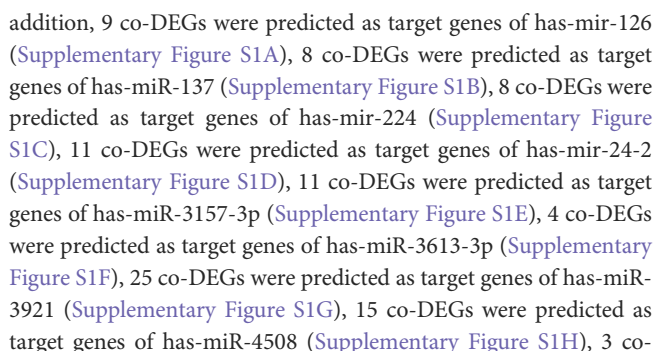 addition, 9 co-DEGs were predicted as target genes of has-mir-126
(Supplementary Figure S1A), 8 co-DEGs were predicted as target
genes of has-miR-137 (Supplementary Figure S1B), 8 co-DEGs were
predicted as target genes of has-mir-224 (Supplementary Figure
S1C), 11 co-DEGs were predicted as target genes of has-mir-24-2
(Supplementary Figure S1D), 11 co-DEGs were predicted as target
genes of has-miR-3157-3p (Supplementary Figure S1E), 4 co-DEGs
were predicted as target genes of has-miR-3613-3p (Supplementary
Figure S1F), 25 co-DEGs were predicted as target genes of has-miR-
3921 (Supplementary Figure S1G), 15 co-DEGs were predicted as
target genes of has-miR-4508 (Supplementary Figure S1H), 3 co-